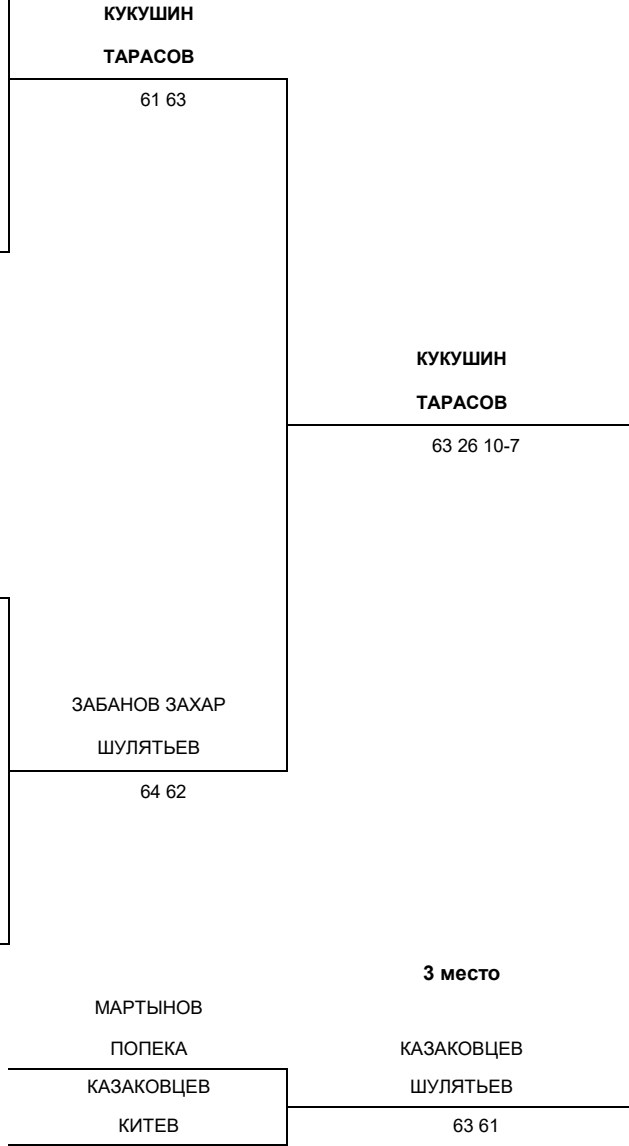 КУКУШИН
ТАРАСОВ
61 63
КУКУШИН
ТАРАСОВ
63 26 10-7
ЗАБАНОВ ЗАХАР
ШУЛЯТЬЕВ
64 62
3 место
МАРТЫНОВ
ПОПЕКА
КАЗАКОВЦЕВ
КАЗАКОВЦЕВ
ШУЛЯТЬЕВ
КИТЕВ
63 61